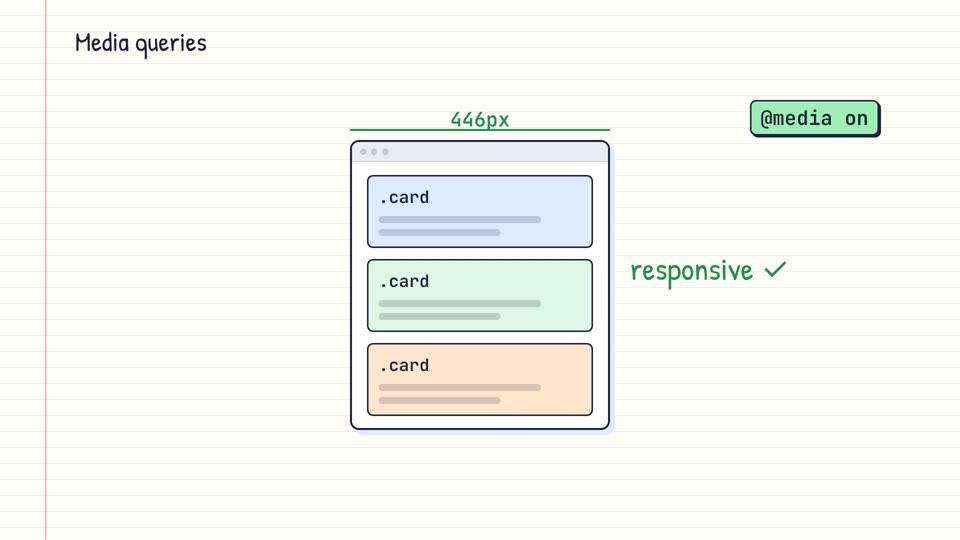 Media queries
446px
@media on
.card
.card
responsive ✓
.card